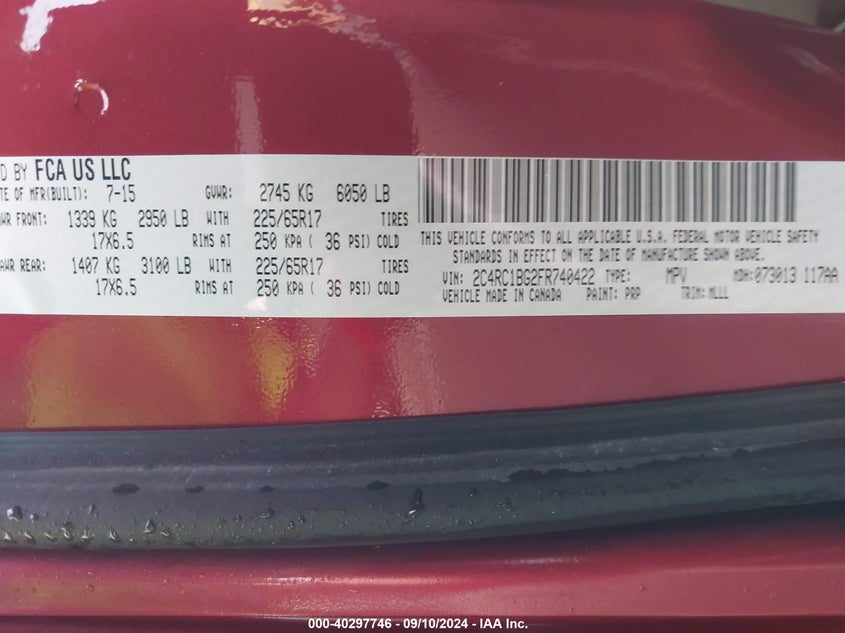 D BY FCA US LLC
TE OF MFR(BUILT): 7-15 GVWR: 2745 KG 6050 LB
WR FRONT: 1339 KG 2950 LB WITH 225/65R17 TIRES
17X6.5 RIMS AT 250 KPA ( 36 PSI) COLD
AWR REAR: 1407 KG 3100 LB WITH 225/65R17 TIRES
17X6.5 RIMS AT 250 KPA ( 36 PSI) COLD
THIS VEHICLE CONFORMS TO ALL APPLICABLE U.S.A. FEDERAL MOTOR VEHICLE SAFETY
STANDARDS IN EFFECT ON THE DATE OF MANUFACTURE SHOWN ABOVE.
VIN: 2C4RC1BG2FR740422 TYPE: MPV MDH:073013 117AA
VEHICLE MADE IN CANADA PAINT: PRP TRIM: MLLL
000-40297746 - 09/10/2024 - IAA Inc.